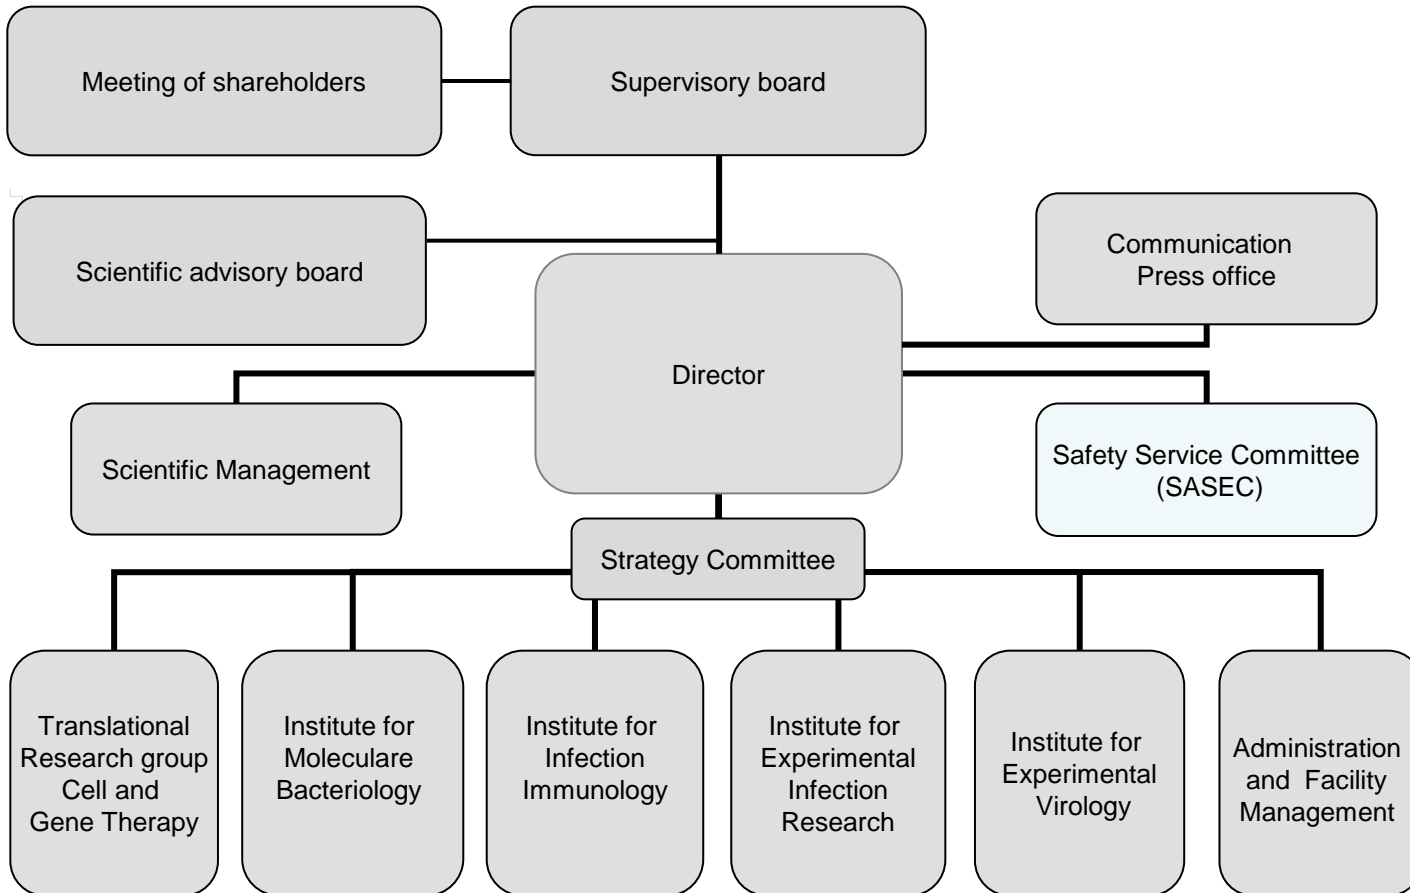 Meeting of shareholders
Supervisory board
Scientific advisory board
Communication
Press office
Director
Scientific Management
Safety Service Committee
(SASEC)
Strategy Committee
Translational
Research group
Cell and
Gene Therapy
Institute for
Moleculare
Bacteriology
Institute for
Infection
Immunology
Institute for
Experimental
Infection
Research
Institute for
Experimental
Virology
Administration
and Facility
Management